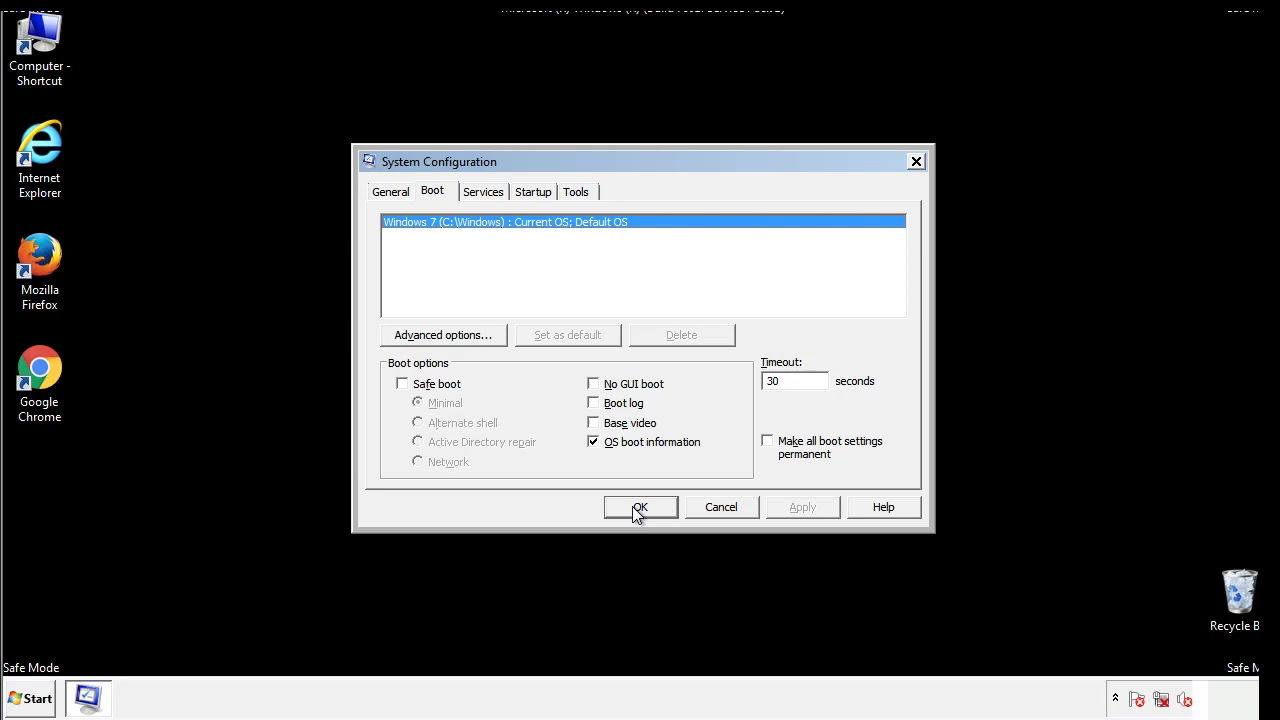 Computer -
Shortcut
Internet
Explorer
Mozilla
Firefox
Google
Chrome
System Configuration
General
Boot
Services
Startup
Tools
Windows 7 (C:\Windows) : Current OS; Default OS
Advanced options...
Set as default
Delete
Boot options
Safe boot
Minimal
Alternate shell
Active Directory repair
Network
No GUI boot
Boot log
Base video
OS boot information
Timeout:
30 seconds
Make all boot settings
permanent
OK
Cancel
Apply
Help
Recycle B
Safe Mode
Safe M
Start